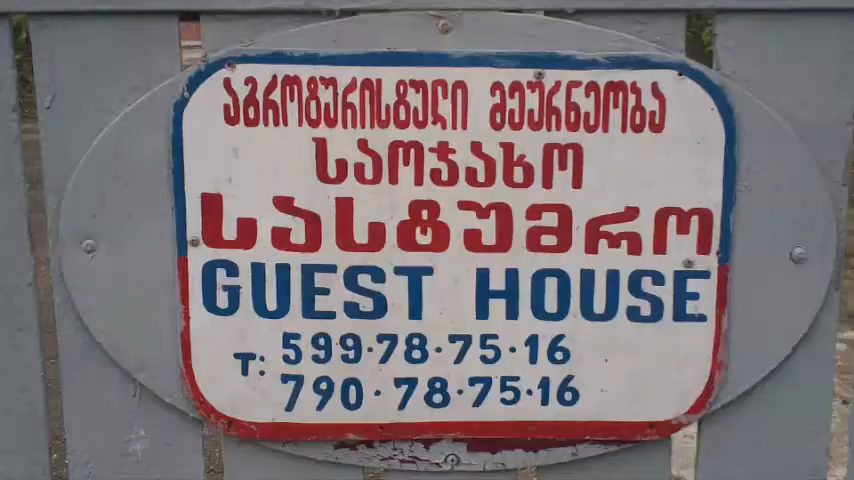 აგროტურისტული მეურნეობა
საოჯახო
სასტუმრო
GUEST HOUSE
T: 599·78·75·16
790·78·75·16